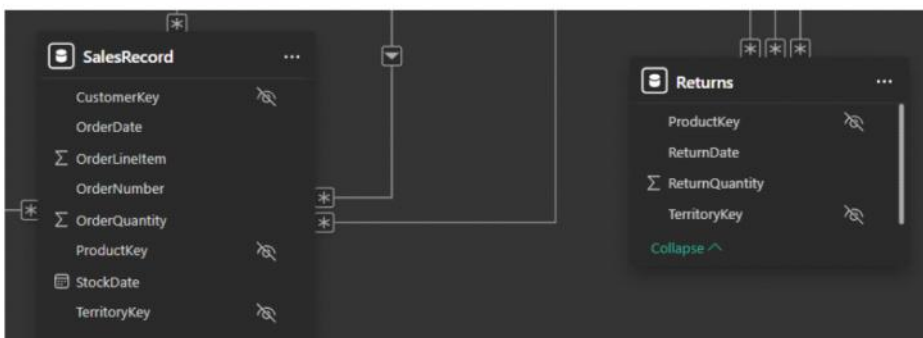 SalesRecord
CustomerKey
OrderDate
Σ OrderLineItem
OrderNumber
Σ OrderQuantity
ProductKey
StockDate
TerritoryKey
Returns
ProductKey
ReturnDate
Σ ReturnQuantity
TerritoryKey
Collapse